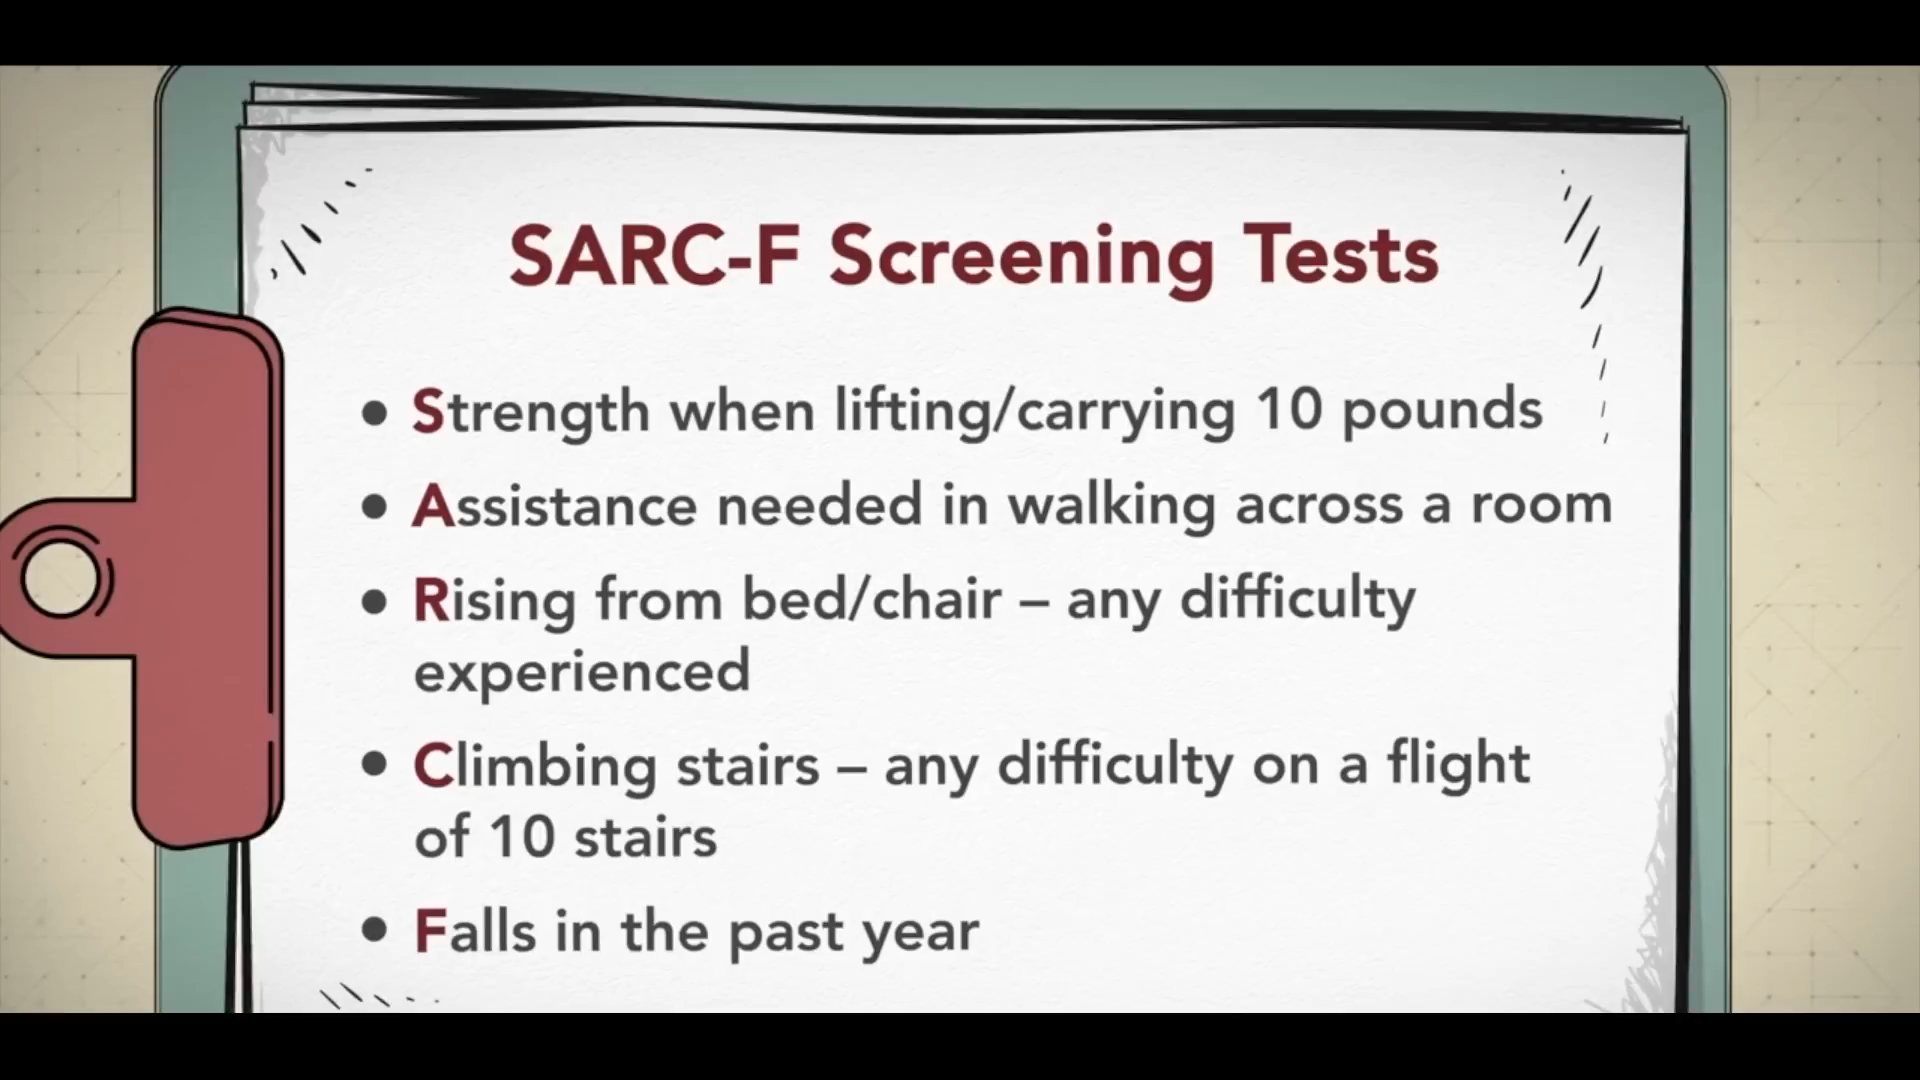 SARC-F Screening Tests
• Strength when lifting/carrying 10 pounds
• Assistance needed in walking across a room
• Rising from bed/chair – any difficulty
experienced
• Climbing stairs – any difficulty on a flight
of 10 stairs
• Falls in the past year